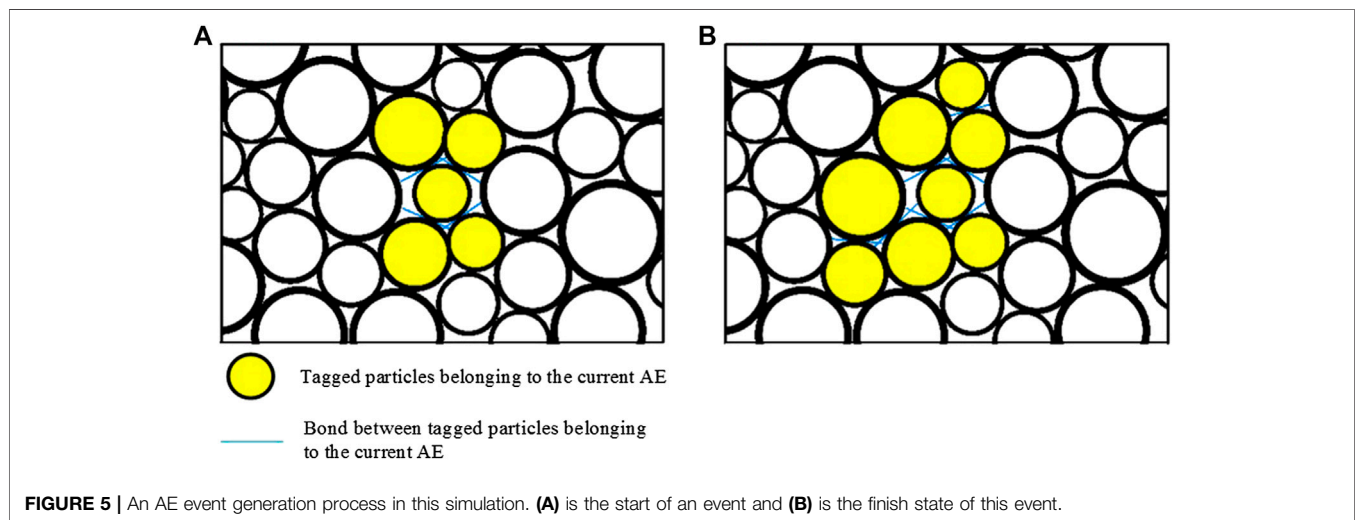 A
B
Tagged particles belonging to the current AE
Bond between tagged particles belonging
to the current AE
FIGURE 5 | An AE event generation process in this simulation. (A) is the start of an event and (B) is the finish state of this event.